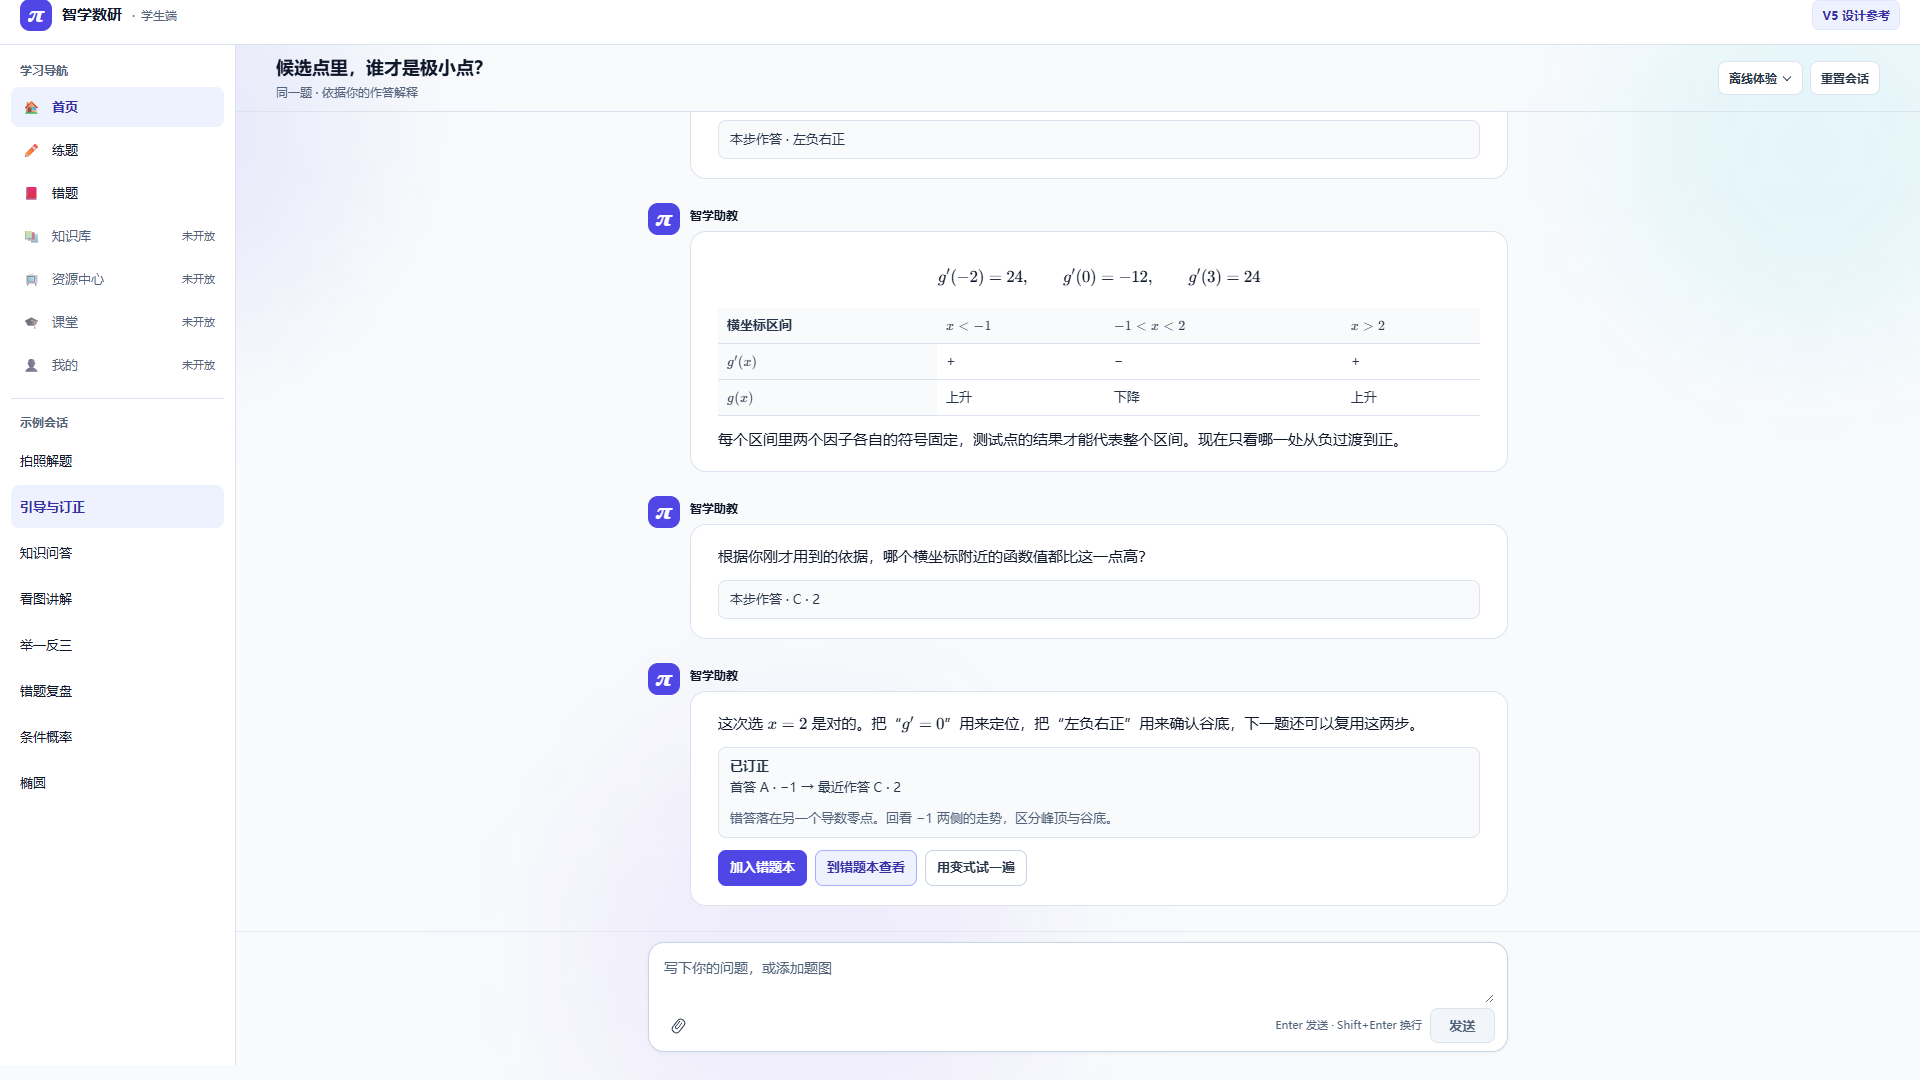 π 智学数研 · 学生端
V5 设计参考
学习导航
首页
练题
错题
知识库 未开放
资源中心 未开放
课堂 未开放
我的 未开放
示例会话
拍照解题
引导与订正
知识问答
看图讲解
举一反三
错题复盘
条件概率
椭圆
候选点里，谁才是极小点？
同一题 · 依据你的作答解释
离线体验
重置会话
本步作答 · 左负右正
π 智学助教
g′(−2) = 24, g′(0) = −12, g′(3) = 24
横坐标区间 x < −1 −1 < x < 2 x > 2
g′(x) + − +
g(x) 上升 下降 上升
每个区间里两个因子各自的符号固定，测试点的结果才能代表整个区间。现在只看哪一处从负过渡到正。
π 智学助教
根据你刚才用到的依据，哪个横坐标附近的函数值都比这一点高？
本步作答 · C · 2
π 智学助教
这次选 x = 2 是对的。把“g′ = 0”用来定位，把“左负右正”用来确认谷底，下一题还可以复用这两步。
已订正
首答 A · −1 → 最近作答 C · 2
错答落在另一个导数零点。回看 −1 两侧的走势，区分峰顶与谷底。
加入错题本 到错题本查看 用变式试一遍
写下你的问题，或添加题图
Enter 发送 · Shift+Enter 换行 发送